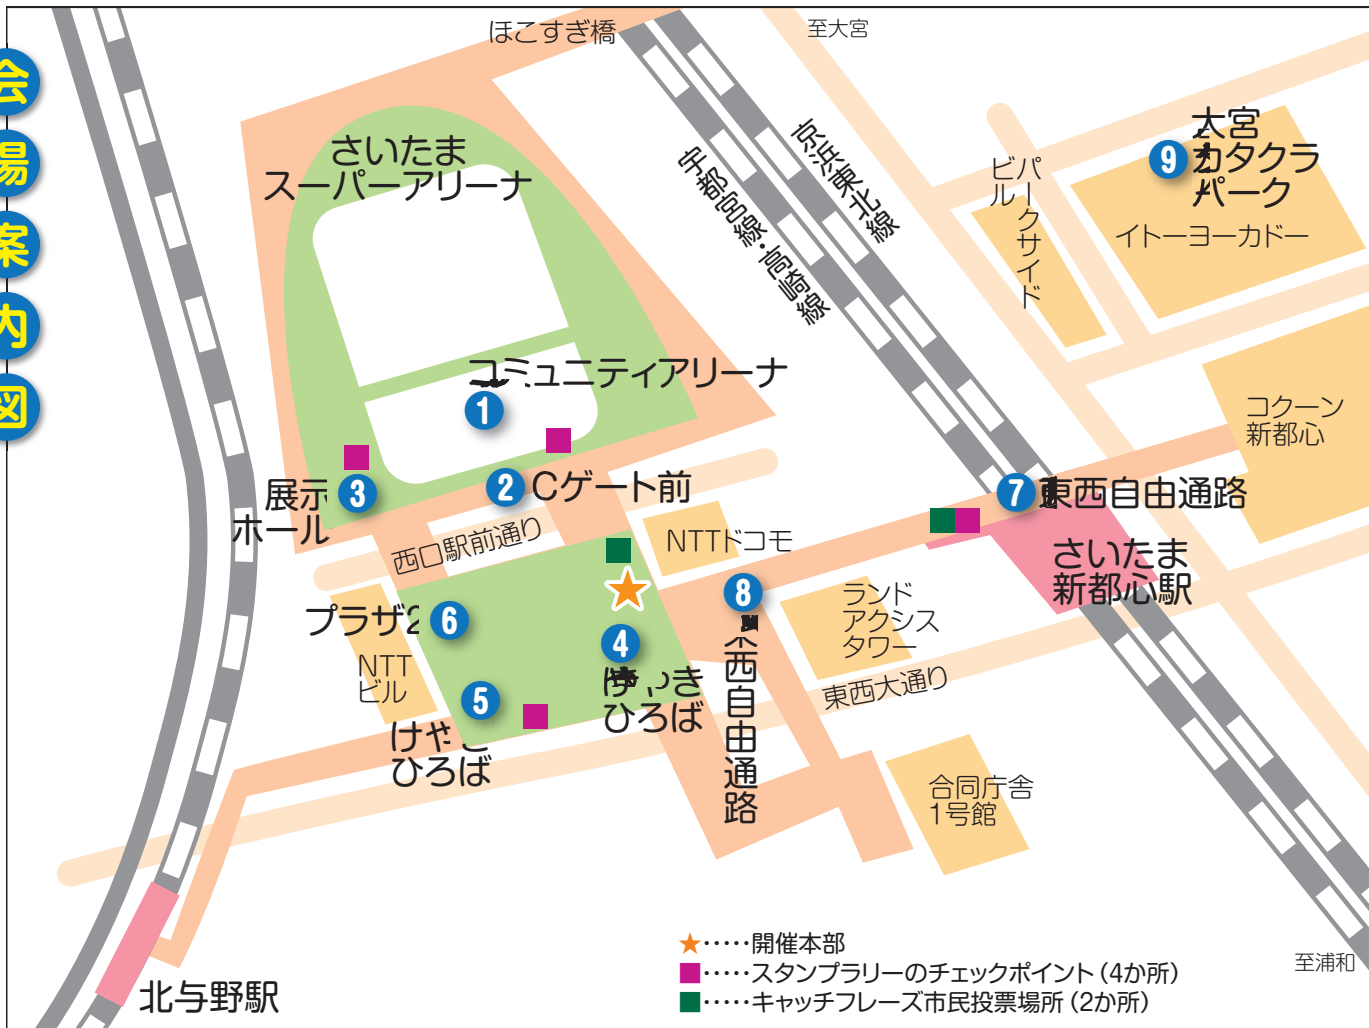 会
場
案
内
図
ほこすぎ橋
至大宮
さいたま
スーパーアリーナ
宇都宮線・高崎線
京浜東北線
パークサイド
ビル
9
大宮
カタクラ
パーク
イトーヨーカドー
コミュニティアリーナ
1
コクーン
新都心
3
展示
ホール
2
Cゲート前
西口駅前通り
NTTドコモ
7
東西自由通路
さいたま
新都心駅
プラザ2
6
NTT
ビル
4
けやき
ひろば
5
けやき
ひろば
8
東西自由通路
ランド
アクシス
タワー
東西大通り
合同庁舎
1号館
北与野駅
至浦和
★‥‥‥開催本部
■‥‥‥スタンプラリーのチェックポイント(4か所)
■‥‥‥キャッチフレーズ市民投票場所(2か所)